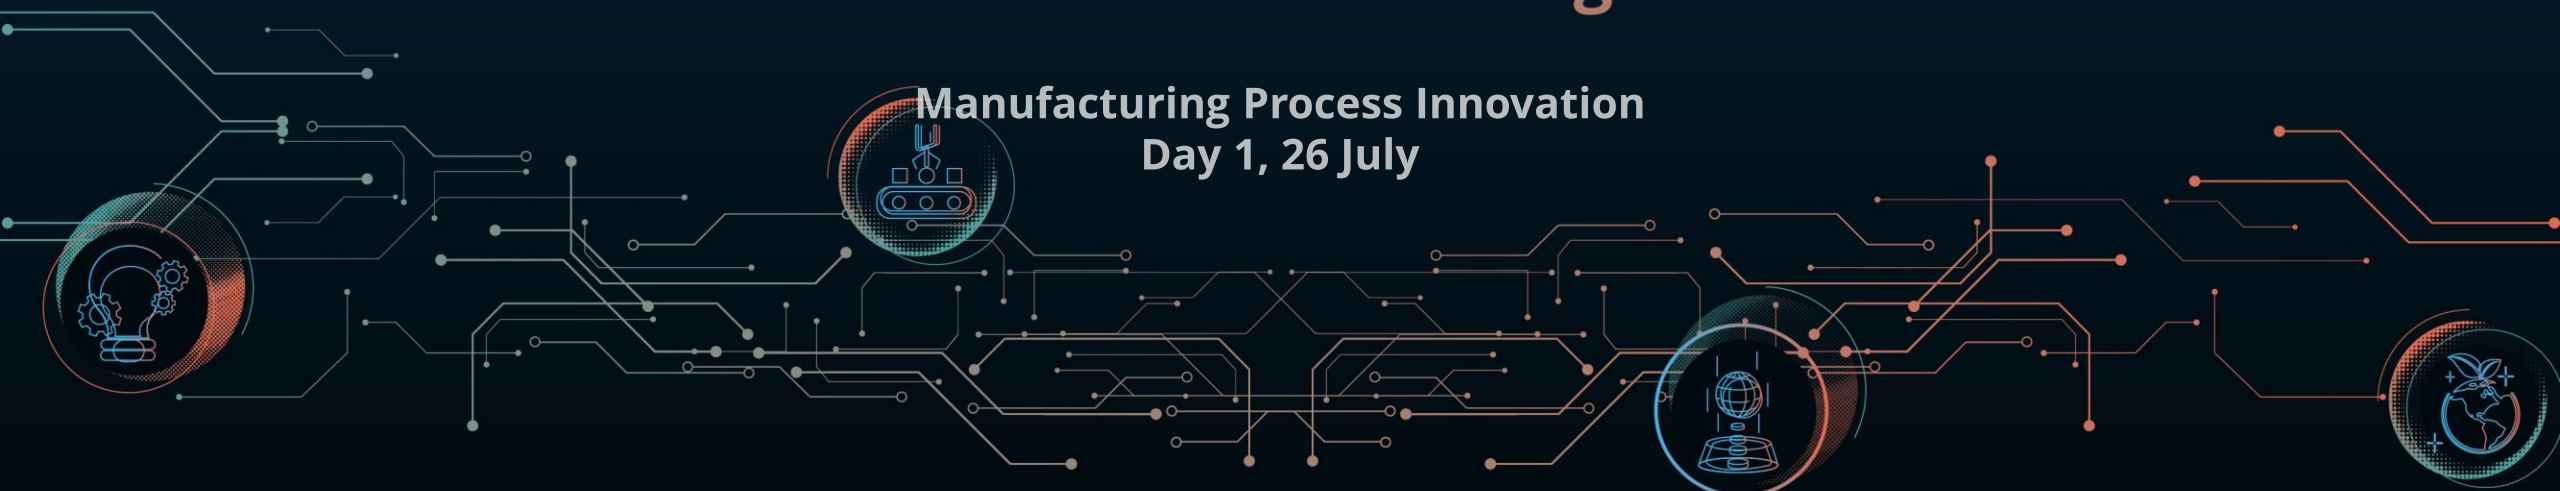 Manufacturing Process Innovation
Day 1, 26 July